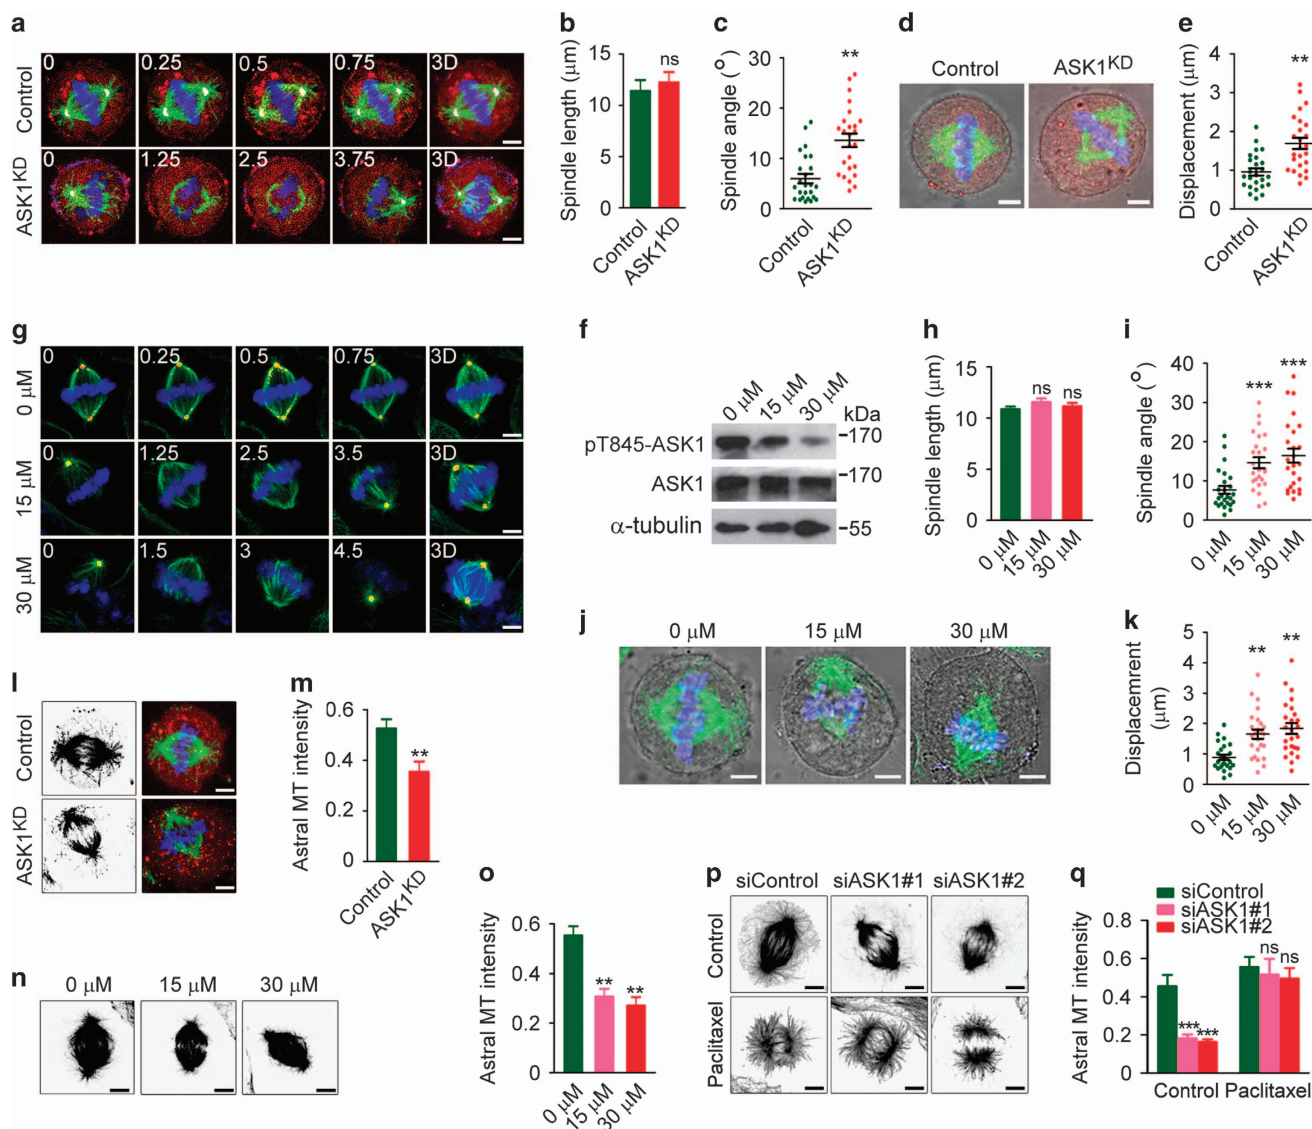 a
0 0.25 0.5 0.75 3D
Control
0 1.25 2.5 3.75 3D
ASK1KD
b
Spindle length (μm)
15
10
5
0
ns
Control
ASK1KD
c
Spindle angle (°)
30
20
10
0
**
Control
ASK1KD
d
Control ASK1KD
e
Displacement (μm)
4
3
2
1
0
**
Control
ASK1KD
g
0 0.25 0.5 0.75 3D
0 μM
0 1.25 2.5 3.5 3D
15 μM
0 1.5 3 4.5 3D
30 μM
f
0 μM 15 μM 30 μM kDa
pT845-ASK1 -170
ASK1 -170
α-tubulin -55
h
Spindle length (μm)
15
10
5
0
ns ns
0 μM
15 μM
30 μM
i
Spindle angle (°)
40
30
20
10
0
*** ***
0 μM
15 μM
30 μM
j
0 μM 15 μM 30 μM
k
Displacemrent
(μm)
5
4
3
2
1
0
** **
0 μM
15 μM
30 μM
l
Control
ASK1KD
m
Astral MT intensity
0.6
0.4
0.2
0
**
Control
ASK1KD
n
0 μM 15 μM 30 μM
o
Astral MT intensity
0.6
0.4
0.2
0
** **
0 μM
15 μM
30 μM
p
siControl siASK1#1 siASK1#2
Control
Paclitaxel
q
siControl
siASK1#1
siASK1#2
Astral MT intensity
0.8
0.6
0.4
0.2
0
*** *** ns ns
Control Paclitaxel